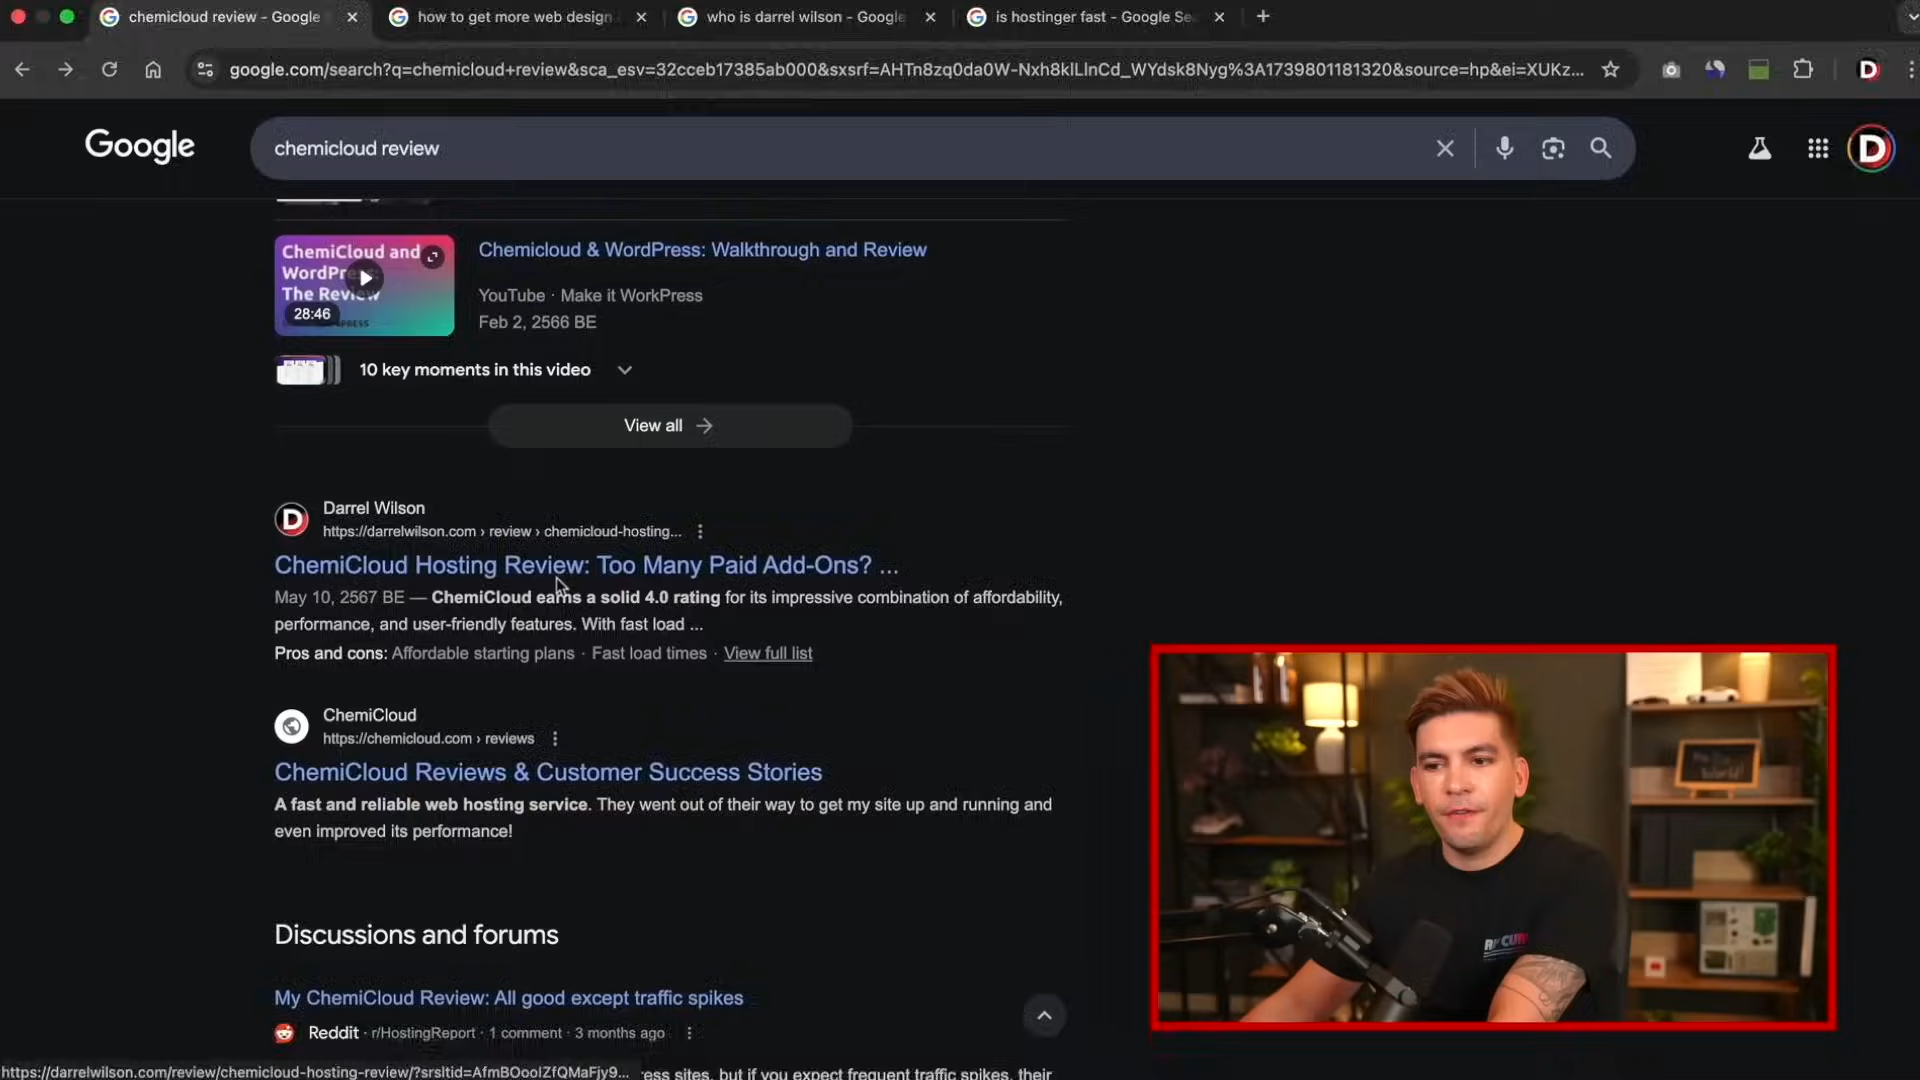 chemicloud review - Google
how to get more web design
who is darrel wilson - Google
is hostinger fast - Google Se
google.com/search?q=chemicloud+review&sca_esv=32cceb17385ab000&sxsrf=AHTn8zq0da0W-Nxh8klLlnCd_WYdsk8Nyg%3A1739801181320&source=hp&ei=XUKz...
Google
chemicloud review
ChemiCloud and
WordPress:
The Review
28:46
Chemicloud & WordPress: Walkthrough and Review
YouTube · Make it WorkPress
Feb 2, 2566 BE
10 key moments in this video
View all
Darrel Wilson
https://darrelwilson.com › review › chemicloud-hosting...
ChemiCloud Hosting Review: Too Many Paid Add-Ons? ...
May 10, 2567 BE — ChemiCloud earns a solid 4.0 rating for its impressive combination of affordability,
performance, and user-friendly features. With fast load ...
Pros and cons: Affordable starting plans · Fast load times · View full list
ChemiCloud
https://chemicloud.com › reviews
ChemiCloud Reviews & Customer Success Stories
A fast and reliable web hosting service. They went out of their way to get my site up and running and
even improved its performance!
Discussions and forums
My ChemiCloud Review: All good except traffic spikes
Reddit · r/HostingReport · 1 comment · 3 months ago
https://darrelwilson.com/review/chemicloud-hosting-review/?srsltid=AfmBOooIZfQMaFjy9...
ess sites, but if you expect frequent traffic spikes, their